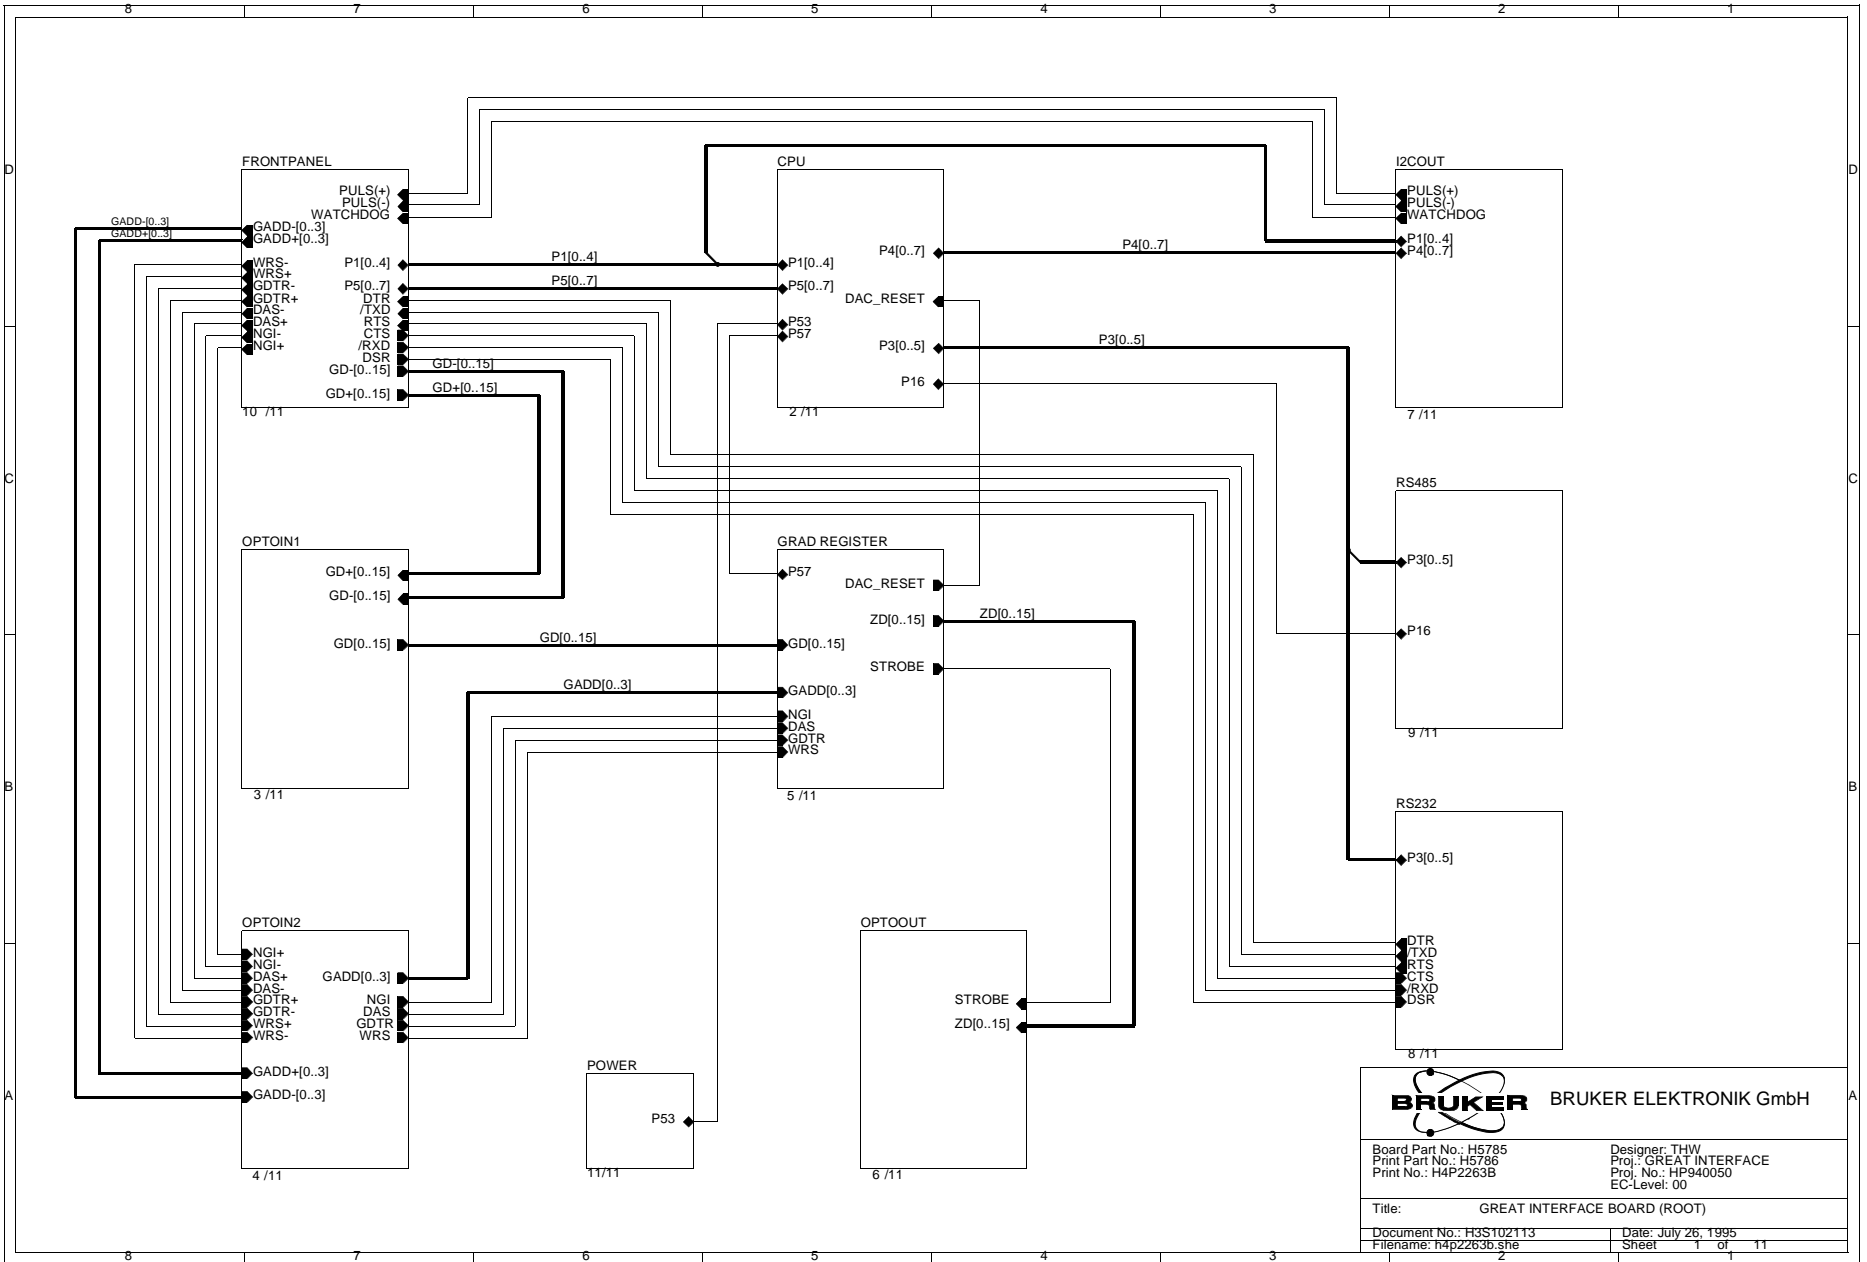 8 7 6 5 4 3 2 1
D
D
C
C
B
B
A
A
FRONTPANEL
PULS(+)
PULS(-)
WATCHDOG
GADD-[0..3]
GADD-[0..3]
GADD+[0..3]
GADD+[0..3]
WRS-
WRS+
GDTR-
GDTR+
DAS-
DAS+
NGI-
NGI+
P1[0..4]
P5[0..7]
DTR
/TXD
RTS
CTS
/RXD
DSR
GD-[0..15]
GD+[0..15]
10 /11
P1[0..4]
P5[0..7]
GD-[0..15]
GD+[0..15]
CPU
P4[0..7]
P1[0..4]
P5[0..7]
DAC_RESET
P53
P57
P3[0..5]
P16
2 /11
P4[0..7]
P3[0..5]
I2COUT
PULS(+)
PULS(-)
WATCHDOG
P1[0..4]
P4[0..7]
7 /11
RS485
P3[0..5]
P16
9 /11
OPTOIN1
GD+[0..15]
GD-[0..15]
GD[0..15]
3 /11
GD[0..15]
GADD[0..3]
GRAD REGISTER
P57
DAC_RESET
ZD[0..15]
GD[0..15]
STROBE
GADD[0..3]
NGI
DAS
GDTR
WRS
5 /11
ZD[0..15]
RS232
P3[0..5]
DTR
/TXD
RTS
CTS
/RXD
DSR
8 /11
OPTOIN2
NGI+
NGI-
DAS+
DAS-
GDTR+
GDTR-
WRS+
WRS-
GADD+[0..3]
GADD-[0..3]
GADD[0..3]
NGI
DAS
GDTR
WRS
4 /11
POWER
P53
11/11
OPTOOUT
STROBE
ZD[0..15]
6 /11
BRUKER
BRUKER ELEKTRONIK GmbH
Board Part No.: H5785
Print Part No.: H5786
Print No.: H4P2263B
Designer: THW
Proj.: GREAT INTERFACE
Proj. No.: HP940050
EC-Level: 00
Title: GREAT INTERFACE BOARD (ROOT)
Document No.: H3S102113
Date: July 26, 1995
Filename: h4p2263b.she
Sheet 1 of 11
8 7 6 5 4 3 2 1